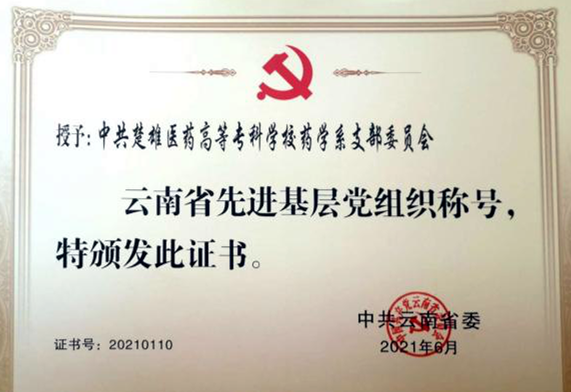 授予：中共楚雄医药高等专科学校药学系支部委员会
云南省先进基层党组织称号，
特颁发此证书。
中共云南省委
证书号：20210110
2021年6月